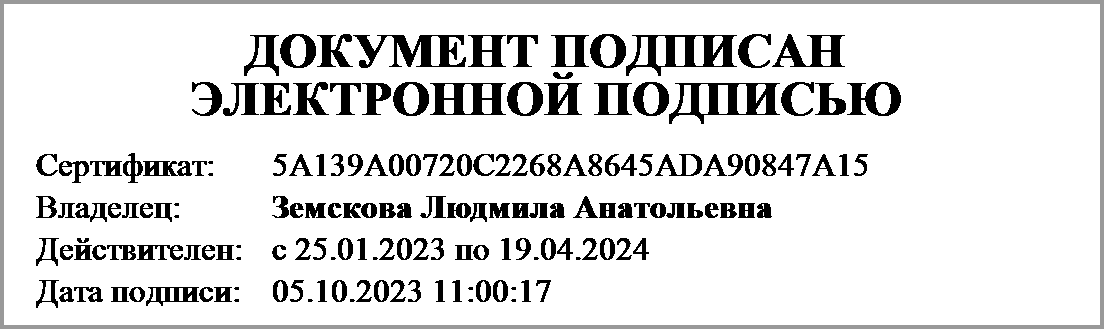 ДОКУМЕНТ ПОДПИСАН
ЭЛЕКТРОННОЙ ПОДПИСЬЮ
Сертификат: 5A139A00720C2268A8645ADA90847A15
Владелец: Земскова Людмила Анатольевна
Действителен: с 25.01.2023 по 19.04.2024
Дата подписи: 05.10.2023 11:00:17